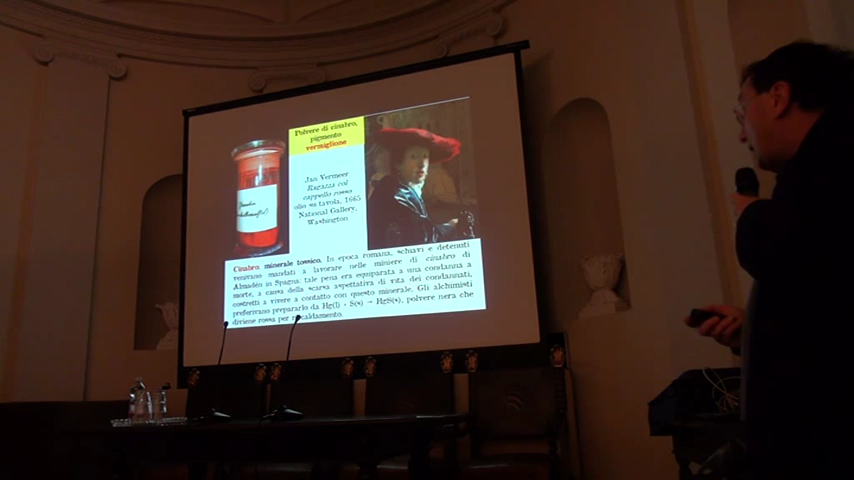 Polvere di cinabro,
pigmento
vermiglione
Jan Vermeer
Ragazza col
cappello rosso
olio su tavola, 1665
National Gallery,
Washington
Cinabro, minerale tossico. In epoca romana, schiavi e detenuti
venivano mandati a lavorare nelle miniere di cinabro di
Almadén in Spagna: tale pena era equiparata a una condanna a
morte, a causa della scarsa aspettativa di vita dei condannati,
costretti a vivere a contatto con questo minerale. Gli alchimisti
preferivano prepararlo da Hg(l) + S(s) → HgS(s), polvere nera che
diviene rossa per riscaldamento.